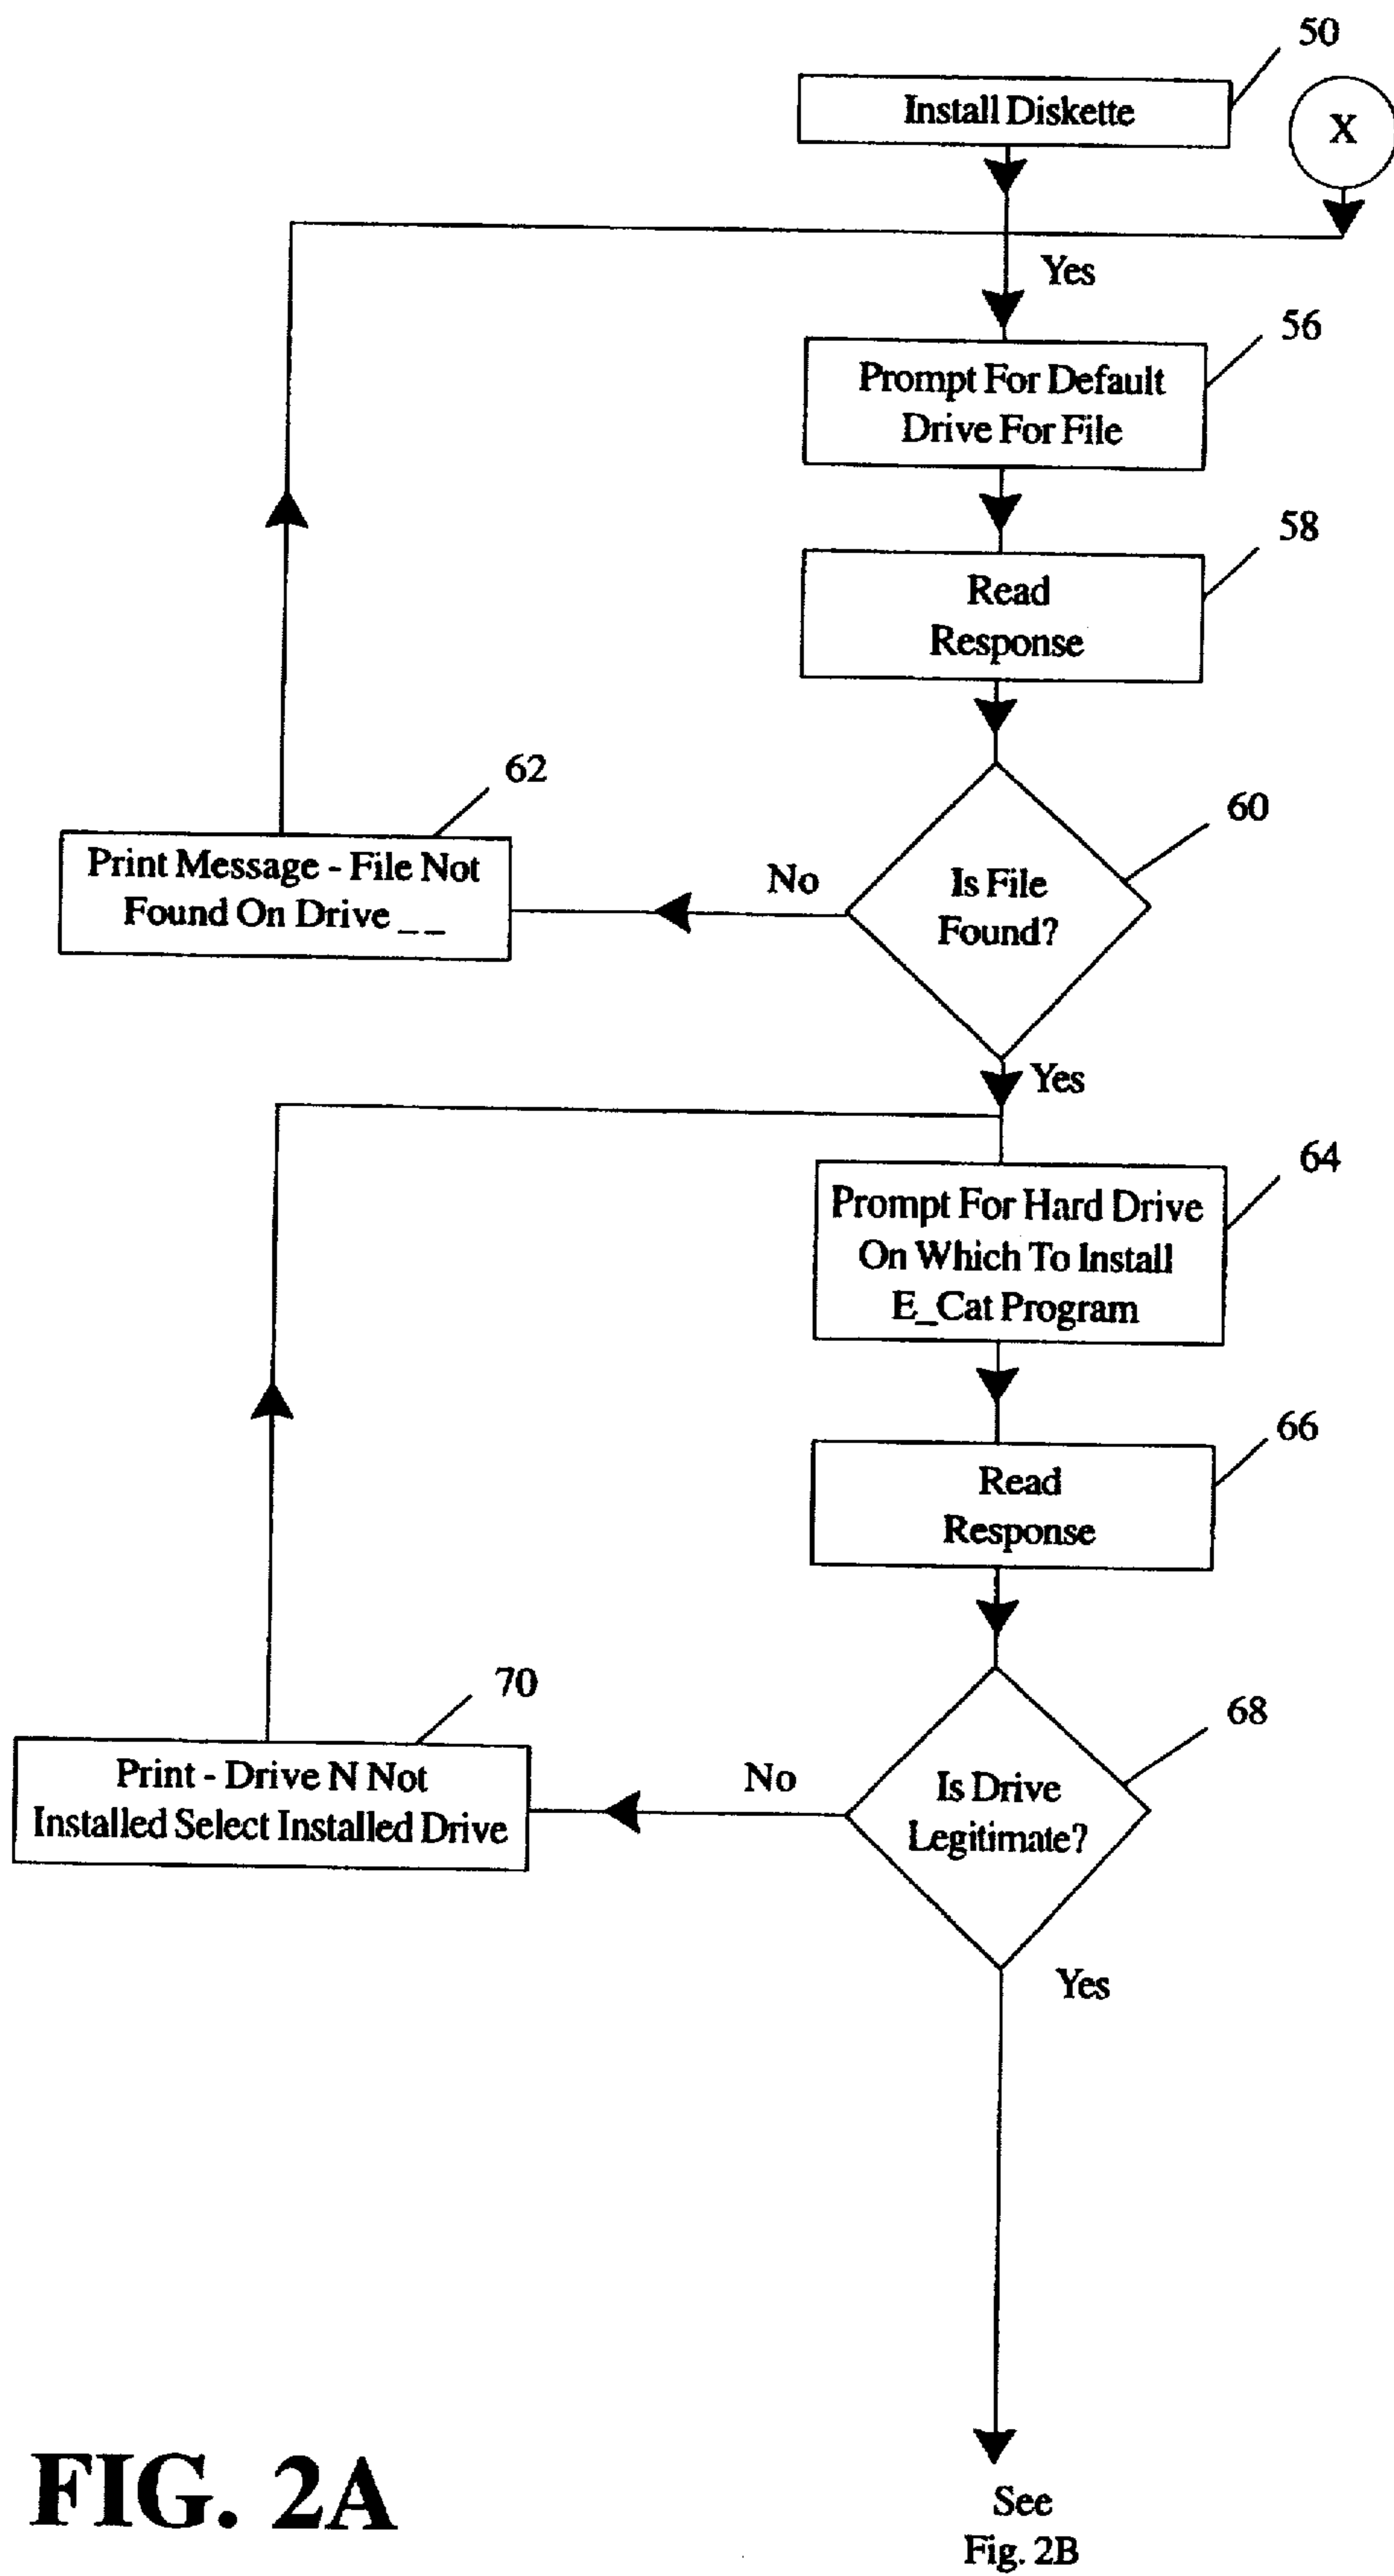 50
Install Diskette
X
Yes
56
Prompt For Default
Drive For File
58
Read
Response
62
Print Message - File Not
Found On Drive _ _
60
No
Is File
Found?
Yes
64
Prompt For Hard Drive
On Which To Install
E_Cat Program
66
Read
Response
70
Print - Drive N Not
Installed Select Installed Drive
68
No
Is Drive
Legitimate?
Yes
FIG. 2A
See
Fig. 2B